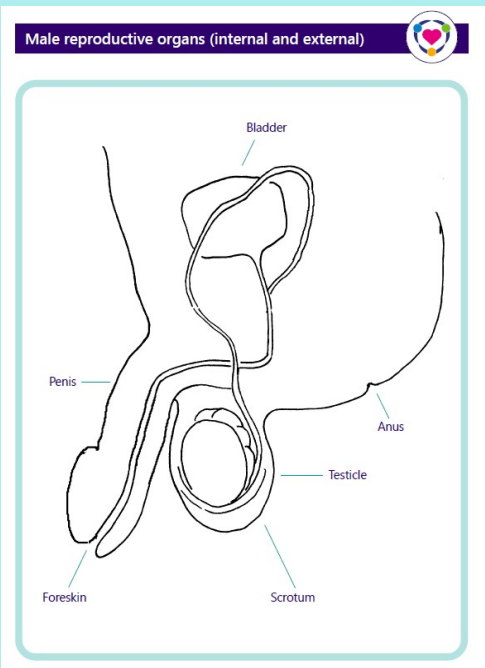 Male reproductive organs (internal and external)
Bladder
Penis
Anus
Testicle
Foreskin
Scrotum